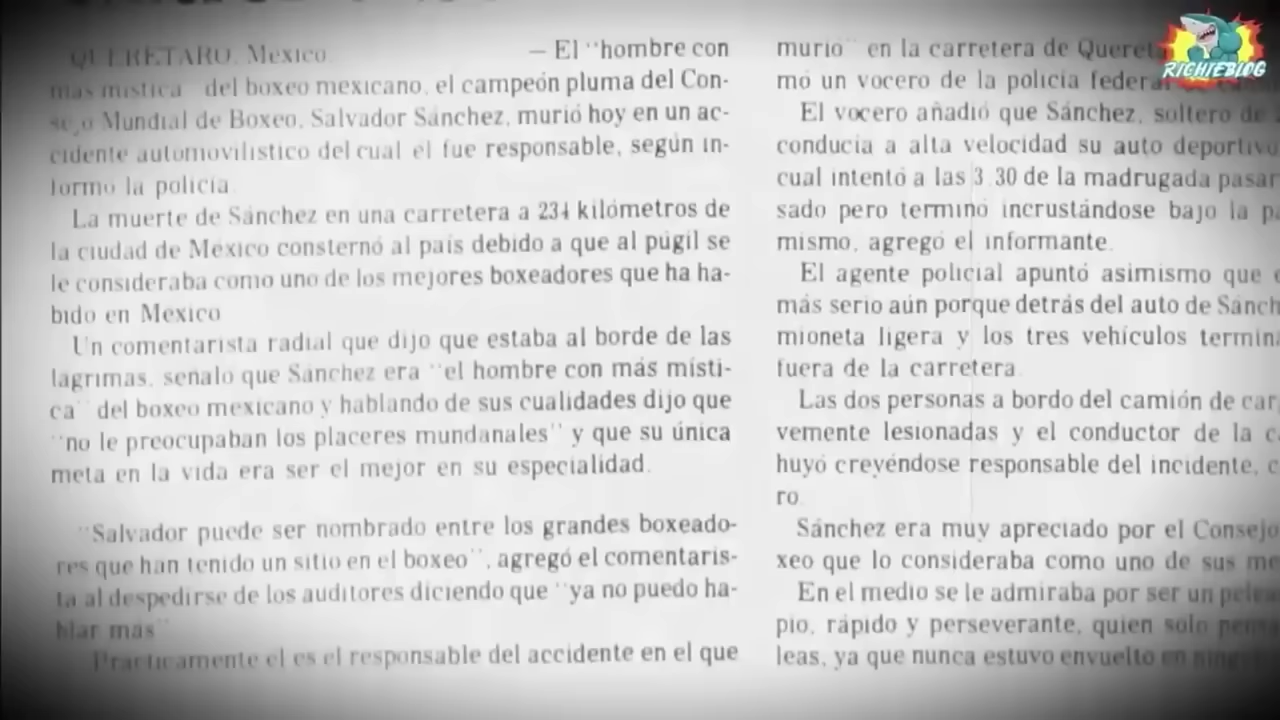 QUERETARO, Mexico. — El "hombre con
mas mistica" del boxeo mexicano, el campeón pluma del Con-
sejo Mundial de Boxeo, Salvador Sánchez, murió hoy en un ac-
cidente automovilístico del cual el fue responsable, según in-
formo la policia.
La muerte de Sánchez en una carretera a 234 kilómetros de
la ciudad de México consternó al país debido a que al púgil se
le consideraba como uno de los mejores boxeadores que ha ha-
bido en Mexico
Un comentarista radial que dijo que estaba al borde de las
lagrimas, señalo que Sánchez era "el hombre con más místi-
ca" del boxeo mexicano y hablando de sus cualidades dijo que
"no le preocupaban los placeres mundanales" y que su única
meta en la vida era ser el mejor en su especialidad.
"Salvador puede ser nombrado entre los grandes boxeado-
res que han tenido un sitio en el boxeo", agregó el comentaris-
ta al despedirse de los auditores diciendo que "ya no puedo ha-
blar mas"
Practicamente el es el responsable del accidente en el que
murio" en la carretera de
mó un vocero de la policía
El vocero añadió que Sánchez, soltero de
conducia a alta velocidad su auto deportivo
cual intentó a las 3.30 de la madrugada pasar
sado pero terminó incrustándose bajo la
mismo, agregó el informante.
El agente policial apuntó asimismo que
más serio aún porque detrás del auto de
mioneta ligera y los tres vehículos
fuera de la carretera
Las dos personas a bordo del camión de
vemente lesionadas y el conductor de la
huyó creyéndose responsable del incidente,
ro.
Sánchez era muy apreciado por el Consejo
xeo que lo consideraba como uno de sus
En el medio se le admiraba por ser un
pio, rápido y perseverante, quien solo
leas, ya que nunca estuvo envuelto en
RICHIEBLOG